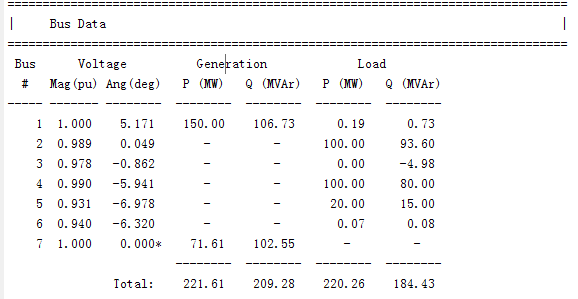 ================================================================================
|     Bus Data                                                                 |
================================================================================
 Bus      Voltage          Generation             Load
  #   Mag(pu) Ang(deg)   P (MW)   Q (MVAr)   P (MW)   Q (MVAr)
----- ------- --------  --------  --------  --------  --------
    1  1.000    5.171    150.00    106.73      0.19      0.73
    2  0.989    0.049       -         -      100.00     93.60
    3  0.978   -0.862       -         -        0.00     -4.98
    4  0.990   -5.941       -         -      100.00     80.00
    5  0.931   -6.978       -         -       20.00     15.00
    6  0.940   -6.320       -         -        0.07      0.08
    7  1.000    0.000*    71.61    102.55       -         -
                        --------  --------  --------  --------
               Total:    221.61    209.28    220.26    184.43